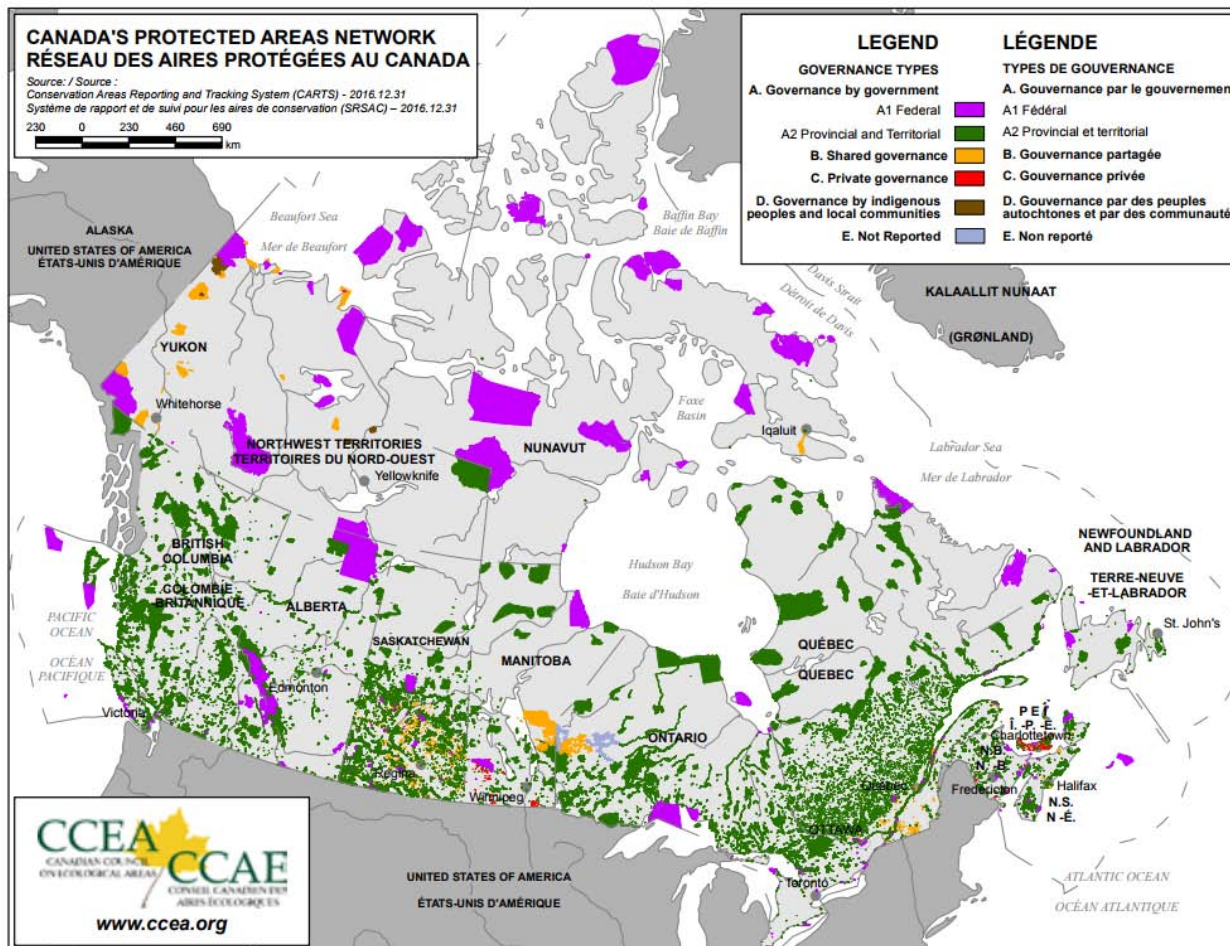 CANADA'S PROTECTED AREAS NETWORK
RÉSEAU DES AIRES PROTÉGÉES AU CANADA
Source: / Source :
Conservation Areas Reporting and Tracking System (CARTS) - 2016.12.31
Système de rapport et de suivi pour les aires de conservation (SRSAC) – 2016.12.31
230 0 230 460 690
km
LEGEND
LÉGENDE
GOVERNANCE TYPES
TYPES DE GOUVERNANCE
A. Governance by government
A. Gouvernance par le gouvernemen
A1 Federal
A1 Fédéral
A2 Provincial and Territorial
A2 Provincial et territorial
B. Shared governance
B. Gouvernance partagée
C. Private governance
C. Gouvernance privée
D. Governance by indigenous
peoples and local communities
D. Gouvernance par des peuples
autochtones et par des communauté
E. Not Reported
E. Non reporté
Beaufort Sea
Mer de Beaufort
Baffin Bay
Baie de Baffin
ALASKA
UNITED STATES OF AMERICA
ÉTATS-UNIS D'AMÉRIQUE
Davis Strait
Détroit de Davis
KALAALLIT NUNAAT
(GRØNLAND)
YUKON
Whitehorse
Foxe
Basin
Iqaluit
NORTHWEST TERRITORIES
TERRITOIRES DU NORD-OUEST
NUNAVUT
Yellowknife
Labrador Sea
Mer de Labrador
BRITISH
COLUMBIA
COLOMBIE
-BRITANNIQUE
ALBERTA
Hudson Bay
Baie d'Hudson
NEWFOUNDLAND
AND LABRADOR
TERRE-NEUVE
-ET-LABRADOR
St. John's
PACIFIC
OCEAN
OCÉAN
PACIFIQUE
SASKATCHEWAN
MANITOBA
QUÉBEC
QUEBEC
Edmonton
Victoria
ONTARIO
P E I
Î. -P. -E.
Charlottetown
N.B.
N. -B.
Regina
Winnipeg
Québec
Fredericton
Halifax
N.S.
N -É.
OTTAWA
Toronto
UNITED STATES OF AMERICA
ÉTATS-UNIS D'AMÉRIQUE
ATLANTIC OCEAN
OCÉAN ATLANTIQUE
CCEA
CANADIAN COUNCIL
ON ECOLOGICAL AREAS
CCAE
CONSEIL CANADIEN DES
AIRES ÉCOLOGIQUES
www.ccea.org